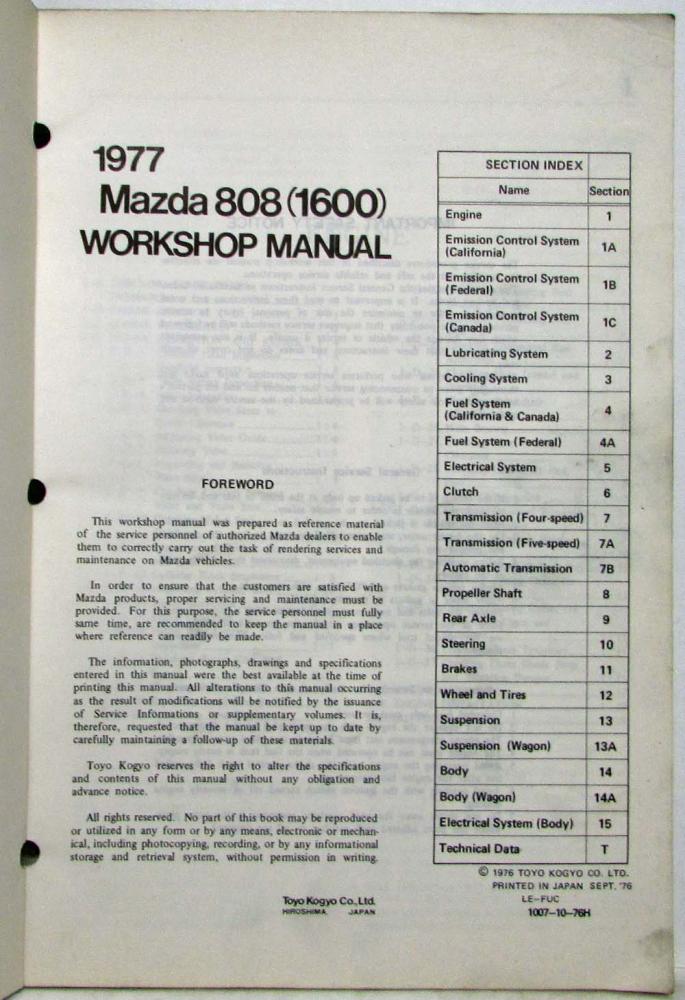 1977
Mazda 808 (1600)
WORKSHOP MANUAL
FOREWORD
This workshop manual was prepared as reference material
of the service personnel of authorized Mazda dealers to enable
them to correctly carry out the task of rendering services and
maintenance on Mazda vehicles.
In order to ensure that the customers are satisfied with
Mazda products, proper servicing and maintenance must be
provided. For this purpose, the service personnel must fully
same time, are recommended to keep the manual in a place
where reference can readily be made.
The information, photographs, drawings and specifications
entered in this manual were the best available at the time of
printing this manual. All alterations to this manual occurring
as the result of modifications will be notified by the issuance
of Service Informations or supplementary volumes. It is,
therefore, requested that the manual be kept up to date by
carefully maintaining a follow-up of these materials.
Toyo Kogyo reserves the right to alter the specifications
and contents of this manual without any obligation and
advance notice.
All rights reserved. No part of this book may be reproduced
or utilized in any form or by any means, electronic or mechan-
ical, including photocopying, recording, or by any informational
storage and retrieval system, without permission in writing.
Toyo Kogyo Co., Ltd.
HIROSHIMA JAPAN
SECTION INDEX
Name Section
Engine 1
Emission Control System
(California) 1A
Emission Control System
(Federal) 1B
Emission Control System
(Canada) 1C
Lubricating System 2
Cooling System 3
Fuel System
(California & Canada) 4
Fuel System (Federal) 4A
Electrical System 5
Clutch 6
Transmission (Four-speed) 7
Transmission (Five-speed) 7A
Automatic Transmission 7B
Propeller Shaft 8
Rear Axle 9
Steering 10
Brakes 11
Wheel and Tires 12
Suspension 13
Suspension (Wagon) 13A
Body 14
Body (Wagon) 14A
Electrical System (Body) 15
Technical Data T
© 1976 TOYO KOGYO CO. LTD.
PRINTED IN JAPAN SEPT. '76
LE-FUC
1007-10-76H